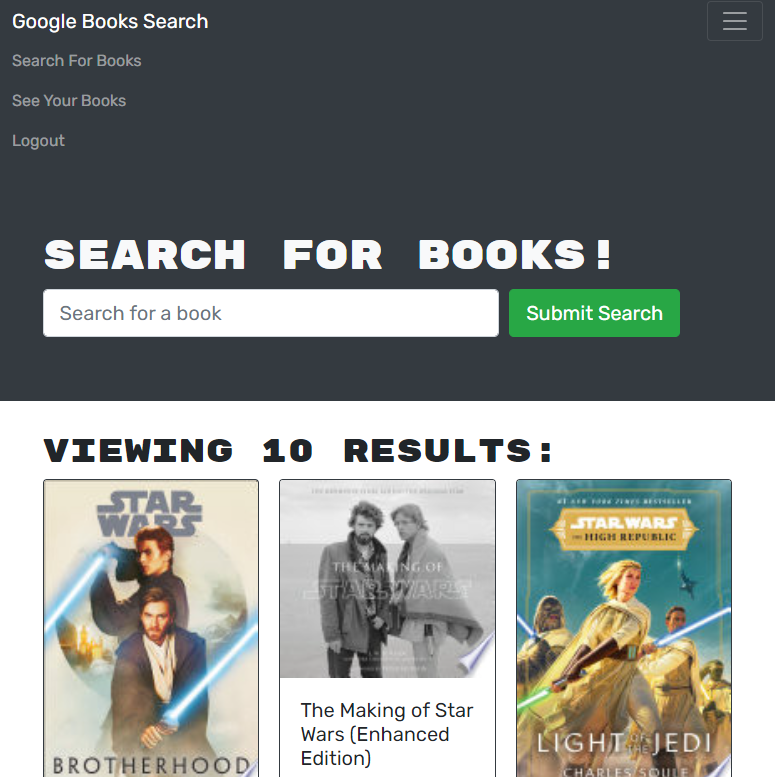 Google Books Search
Search For Books
See Your Books
Logout
SEARCH FOR BOOKS!
Search for a book
Submit Search
VIEWING 10 RESULTS:
STAR
WARS
BROTHERHOOD
THE MAKING OF
STAR WARS
The Making of Star
Wars (Enhanced
Edition)
#1 NEW YORK TIMES BESTSELLER
STAR WARS
THE HIGH REPUBLIC
LIGHT OF THE JEDI
CHARLES SOULE